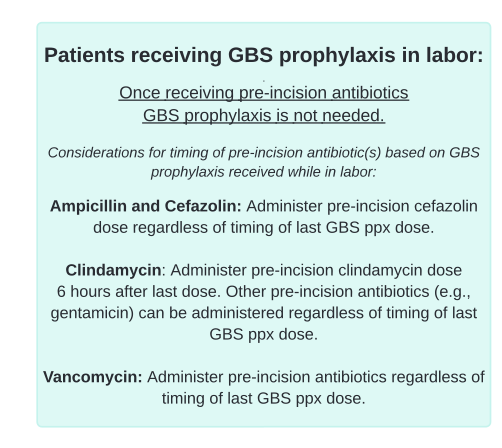 Patients receiving GBS prophylaxis in labor:
Once receiving pre-incision antibiotics
GBS prophylaxis is not needed.
Considerations for timing of pre-incision antibiotic(s) based on GBS
prophylaxis received while in labor:
Ampicillin and Cefazolin: Administer pre-incision cefazolin
dose regardless of timing of last GBS ppx dose.
Clindamycin: Administer pre-incision clindamycin dose
6 hours after last dose. Other pre-incision antibiotics (e.g.,
gentamicin) can be administered regardless of timing of last
GBS ppx dose.
Vancomycin: Administer pre-incision antibiotics regardless of
timing of last GBS ppx dose.